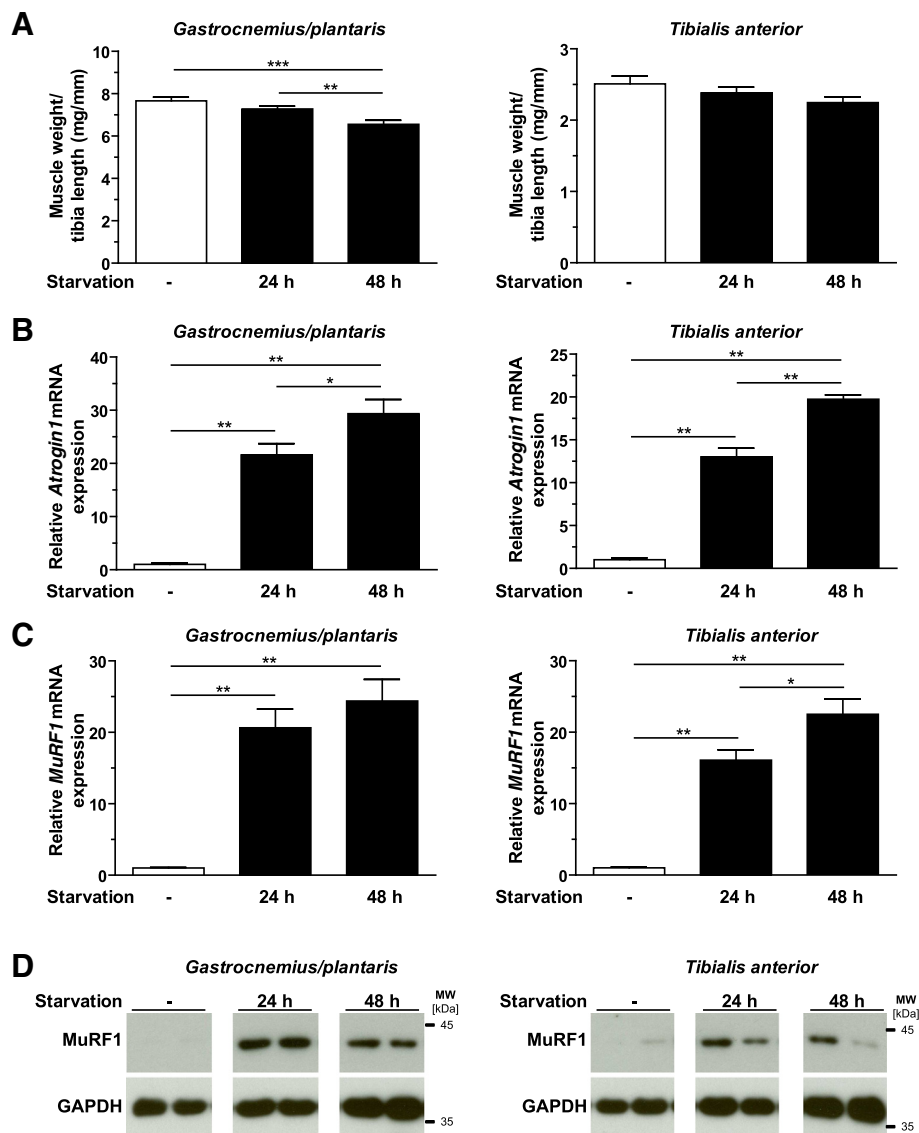 A
Gastrocnemius/plantaris
Tibialis anterior
Muscle weight/
tibia length (mg/mm)
10
8
6
4
2
0
***
**
Starvation - 24 h 48 h
Muscle weight/
tibia length (mg/mm)
3
2
1
0
- 24 h 48 h
B
Gastrocnemius/plantaris
Tibialis anterior
Relative Atrogin1 mRNA
expression
40
30
20
10
0
**
*
**
Starvation - 24 h 48 h
Relative Atrogin1 mRNA
expression
25
20
15
10
5
0
**
**
**
Starvation - 24 h 48 h
C
Gastrocnemius/plantaris
Tibialis anterior
Relative MuRF1 mRNA
expression
30
20
10
0
**
**
Starvation - 24 h 48 h
Relative MuRF1 mRNA
expression
30
20
10
0
**
*
**
Starvation - 24 h 48 h
D
Gastrocnemius/plantaris
Tibialis anterior
Starvation - 24 h 48 h MW
[kDa]
MuRF1
45
GAPDH
35
Starvation - 24 h 48 h MW
[kDa]
MuRF1
45
GAPDH
35